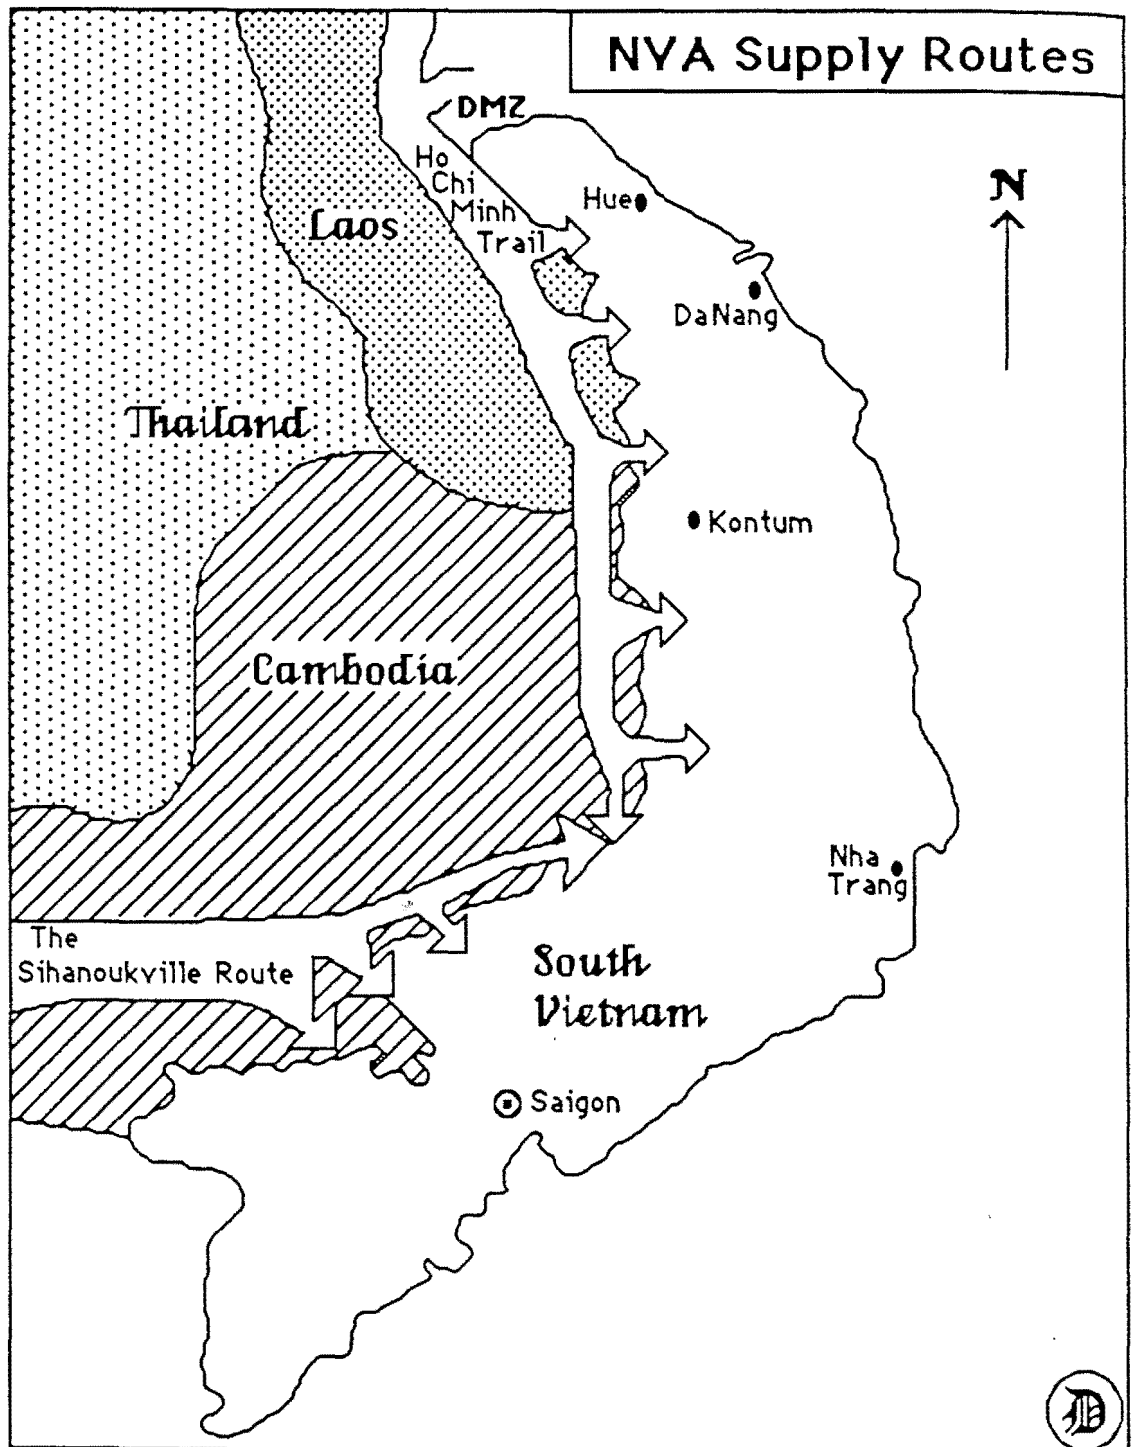 NVA Supply Routes
DMZ
Ho
Chi
Minh
Trail
N
Hue
Laos
DaNang
Thailand
Kontum
Cambodia
Nha
Trang
The
Sihanoukville Route
South
Vietnam
Saigon
D